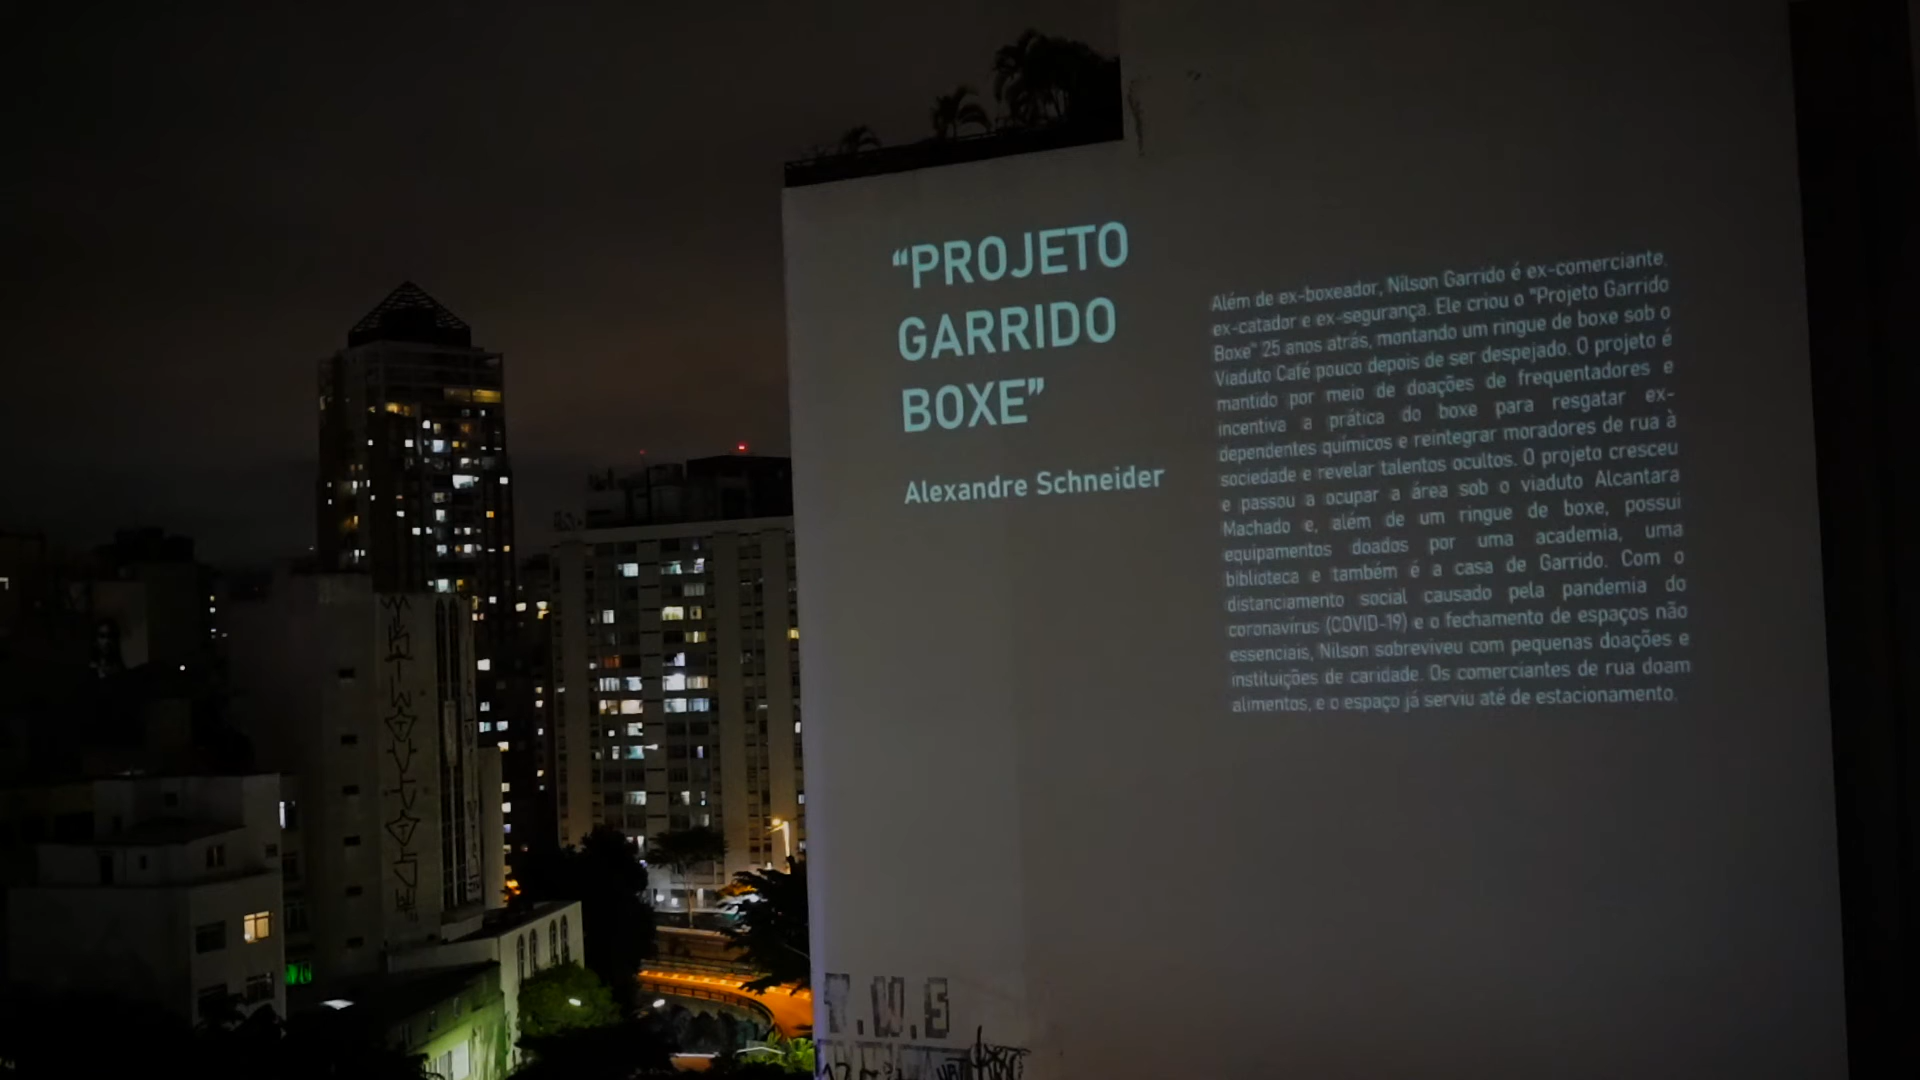 “PROJETO
GARRIDO
BOXE”
Alexandre Schneider
Além de ex-boxeador, Nilson Garrido é ex-comerciante,
ex-catador e ex-segurança. Ele criou o "Projeto Garrido
Boxe" 25 anos atrás, montando um ringue de boxe sob o
Viaduto Café pouco depois de ser despejado. O projeto é
mantido por meio de doações de frequentadores e
incentiva a prática do boxe para resgatar ex-
dependentes químicos e reintegrar moradores de rua à
sociedade e revelar talentos ocultos. O projeto cresceu
e passou a ocupar a área sob o viaduto Alcantara
Machado e, além de um ringue de boxe, possui
equipamentos doados por uma academia, uma
biblioteca e também é a casa de Garrido. Com o
distanciamento social causado pela pandemia do
coronavírus (COVID-19) e o fechamento de espaços não
essenciais, Nilson sobreviveu com pequenas doações e
instituições de caridade. Os comerciantes de rua doam
alimentos, e o espaço já serviu até de estacionamento.
T.W.S